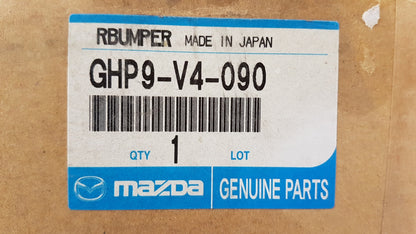 RBUMPER MADE IN JAPAN
GHP9-V4-090
QTY 1 LOT
mazda GENUINE PARTS